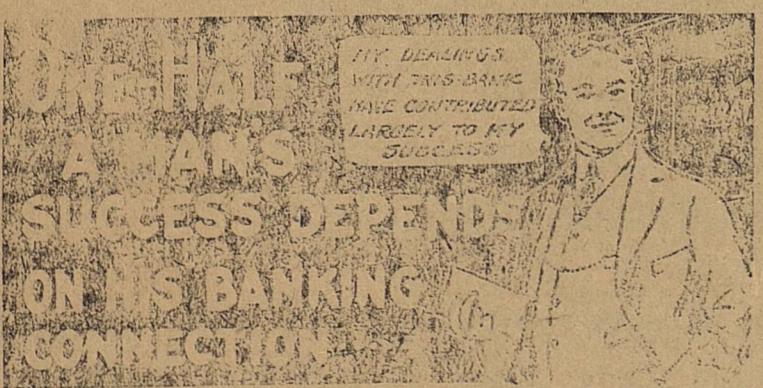 ONE-HALF
A MANS
SUCCESS DEPENDS
ON HIS BANKING
CONNECTION
MY DEALINGS
WITH THIS BANK
HAVE CONTRIBUTED
LARGELY TO MY
SUCCESS